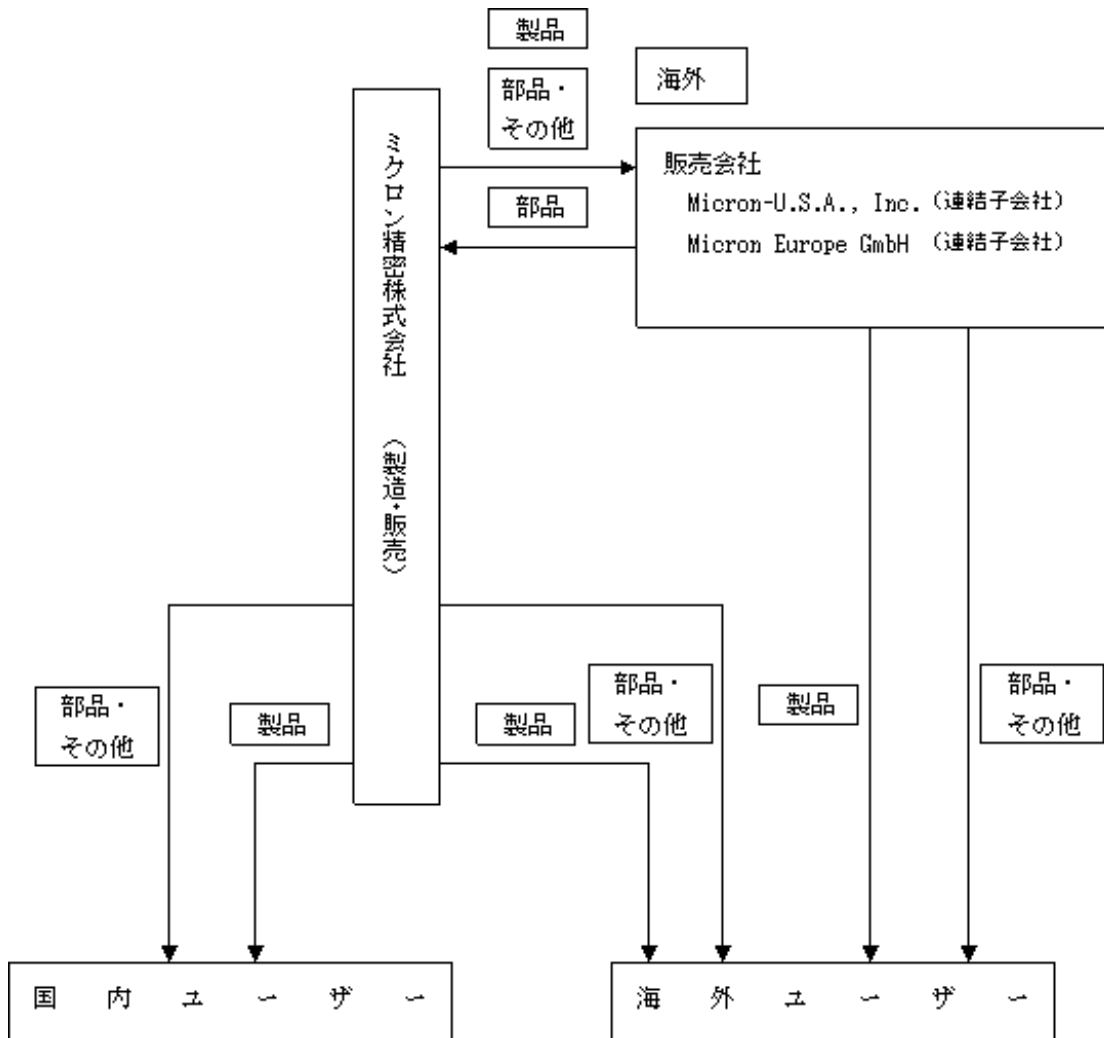 製品
部品・
その他
海外
部品
販売会社
Micron-U.S.A., Inc. (連結子会社)
Micron Europe GmbH (連結子会社)
ミクロン精密株式会社 (製造・販売)
部品・
その他
製品
製品
部品・
その他
製品
部品・
その他
国内ユーザー
海外ユーザー